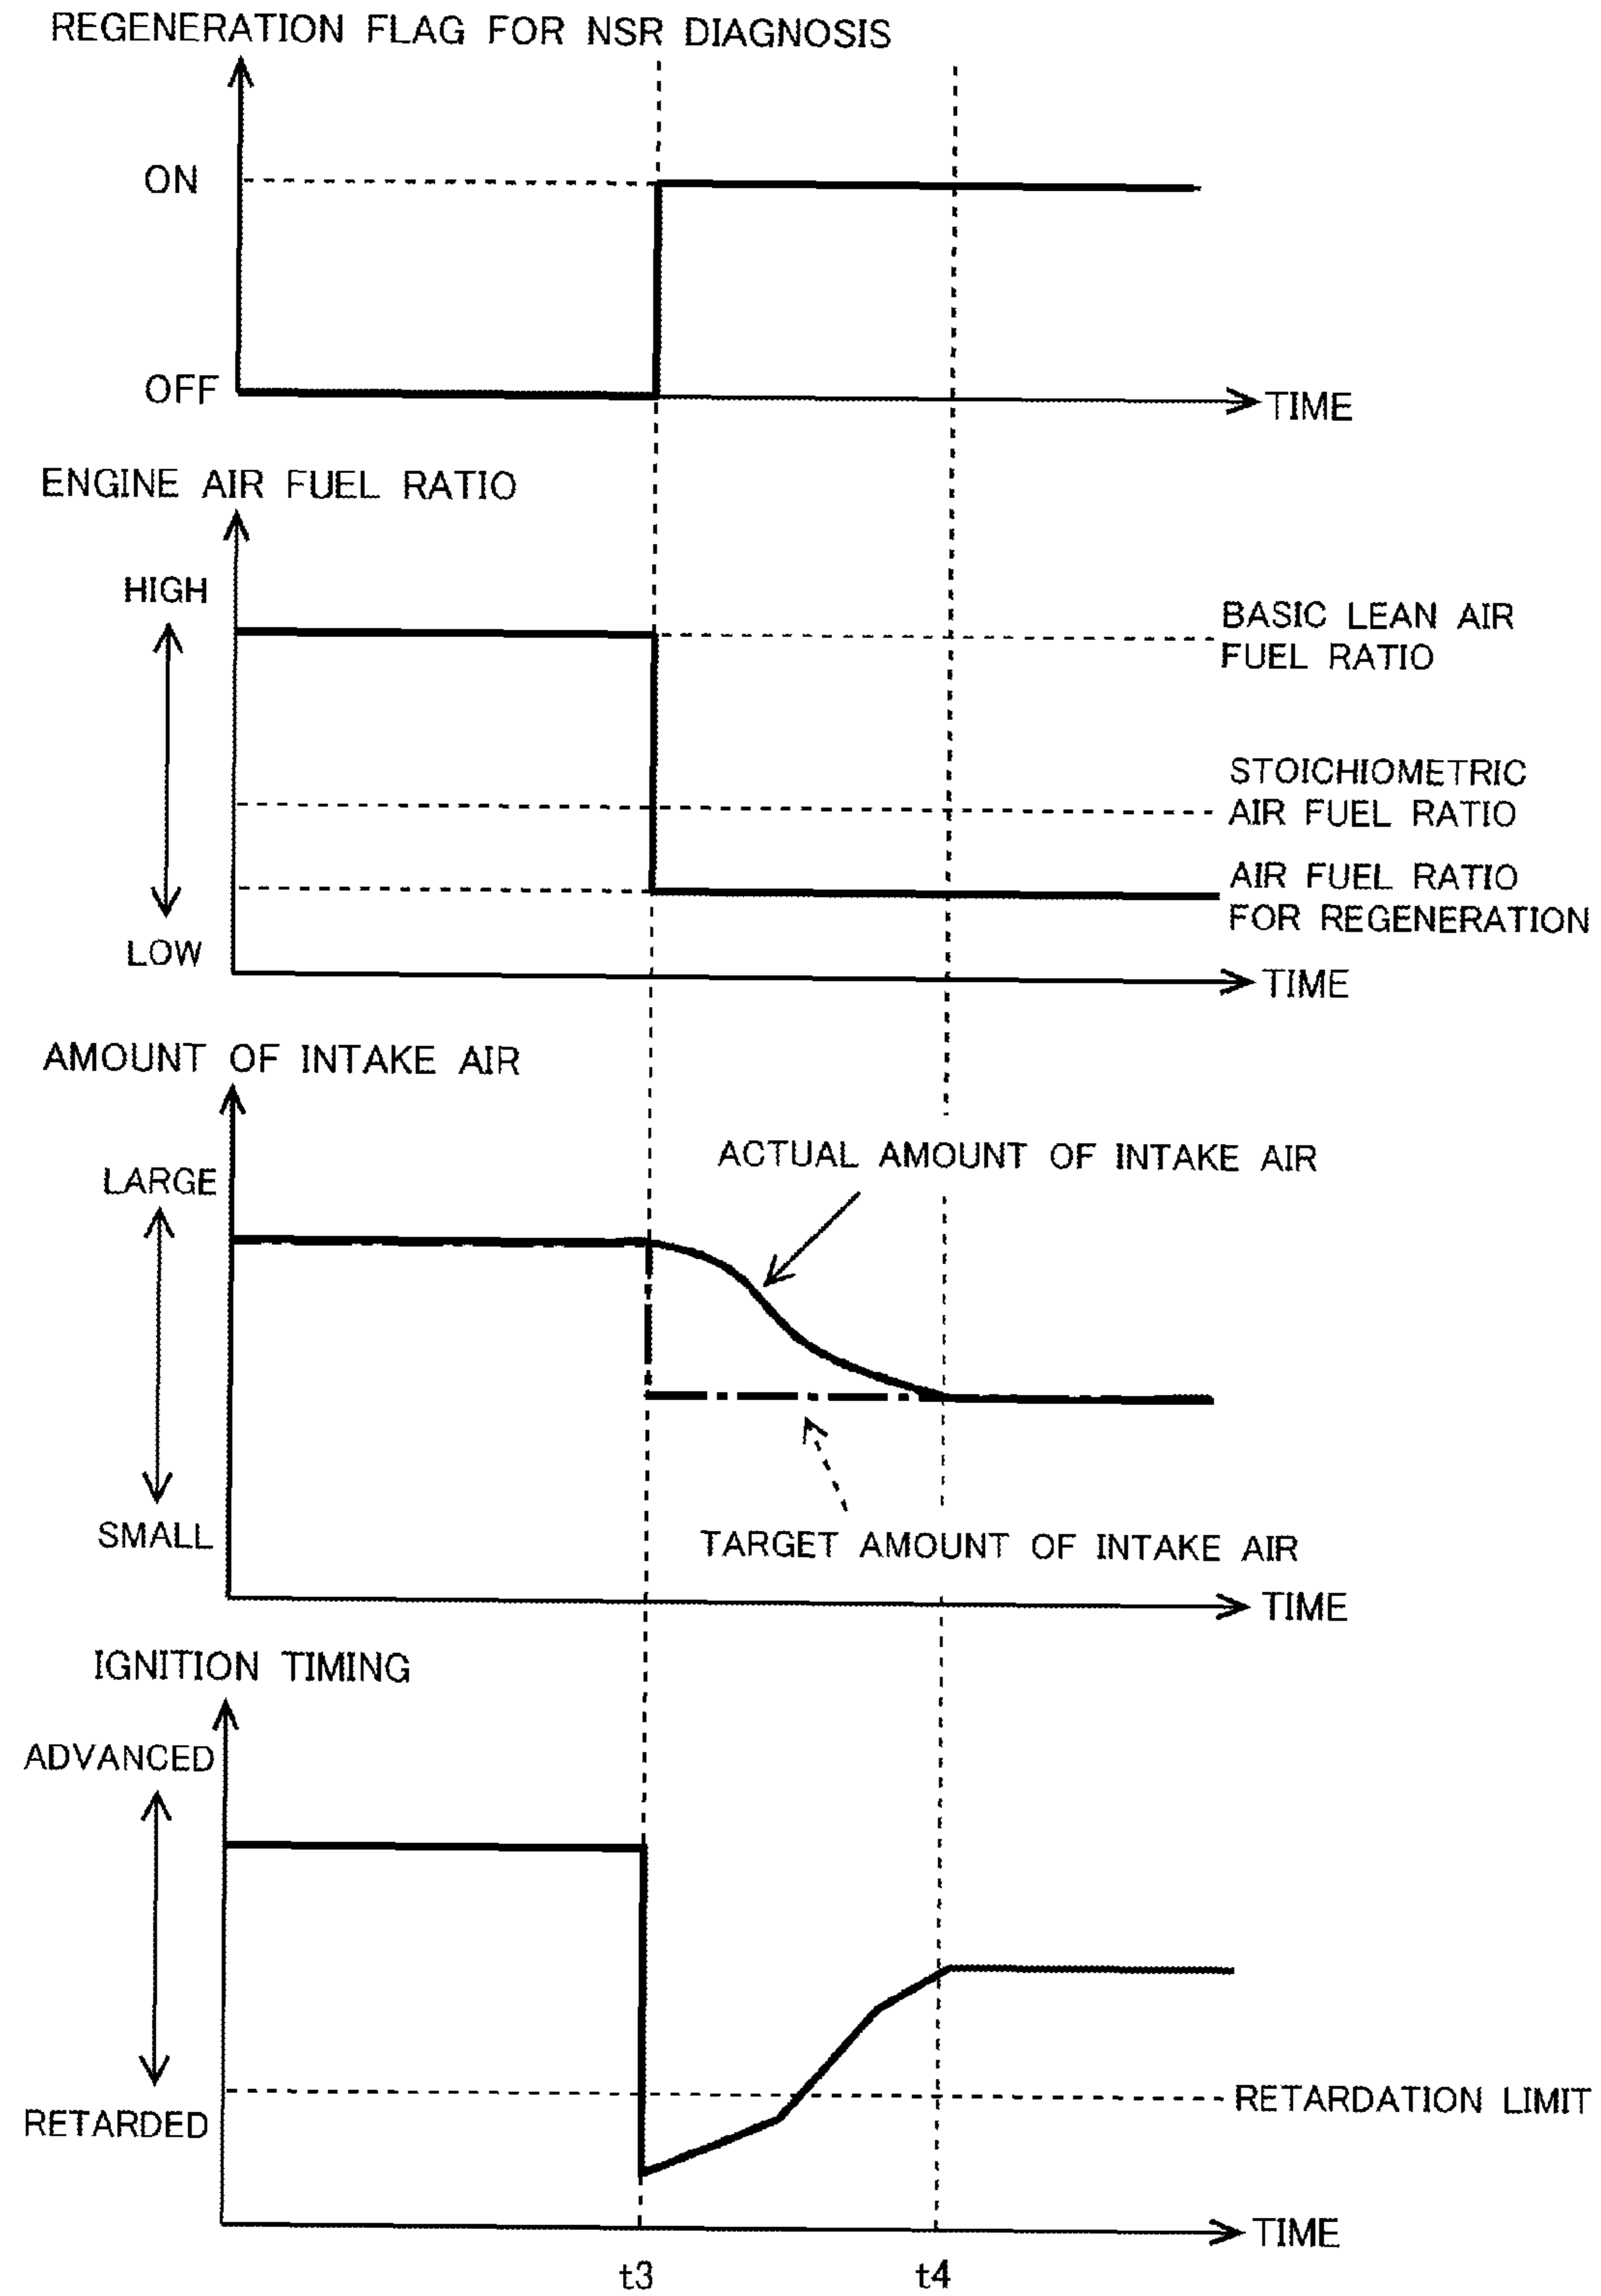 REGENERATION FLAG FOR NSR DIAGNOSIS
ON
OFF
TIME
ENGINE AIR FUEL RATIO
HIGH
BASIC LEAN AIR
FUEL RATIO
STOICHIOMETRIC
AIR FUEL RATIO
AIR FUEL RATIO
FOR REGENERATION
LOW
TIME
AMOUNT OF INTAKE AIR
ACTUAL AMOUNT OF INTAKE AIR
LARGE
SMALL
TARGET AMOUNT OF INTAKE AIR
TIME
IGNITION TIMING
ADVANCED
RETARDATION LIMIT
RETARDED
TIME
t3
t4